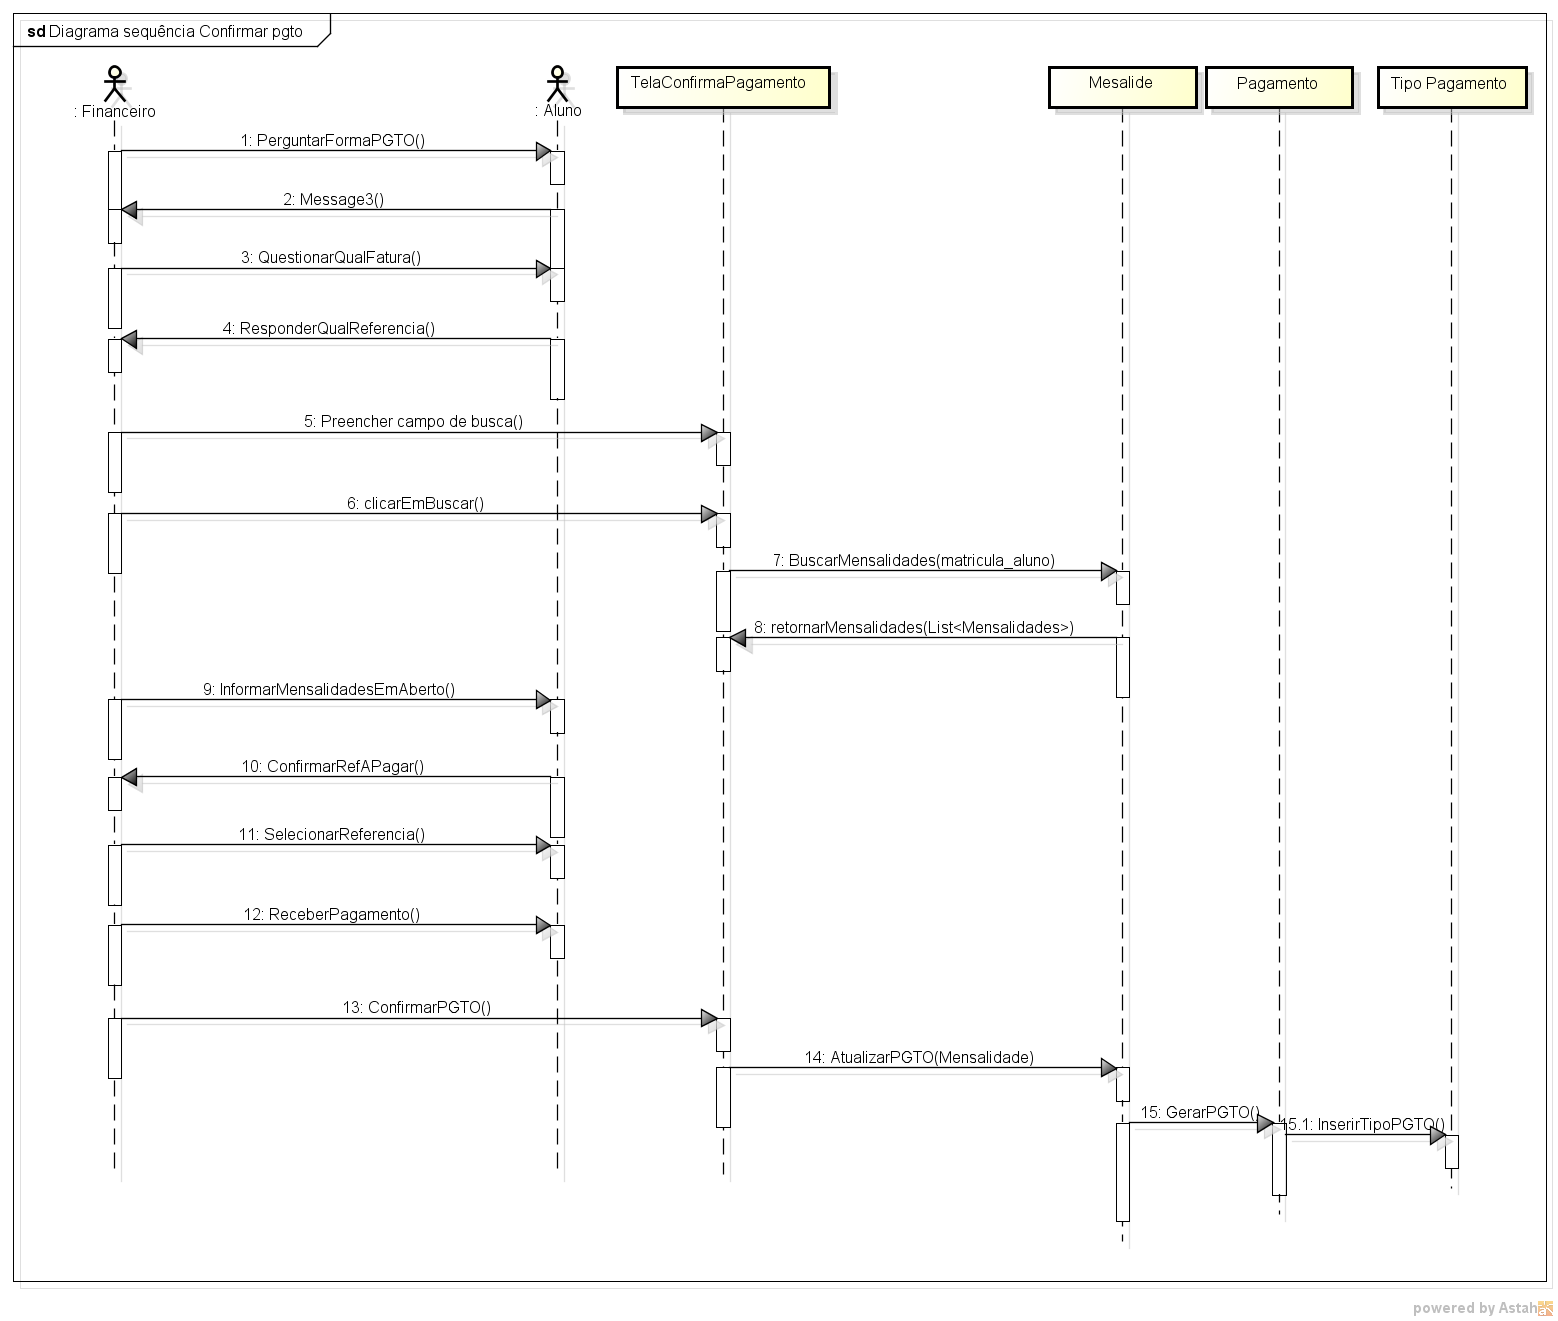 sd Diagrama sequência Confirmar pgto
: Financeiro
: Aluno
TelaConfirmaPagamento
Mesalide
Pagamento
Tipo Pagamento
1: PerguntarFormaPGTO()
2: Message3()
3: QuestionarQualFatura()
4: ResponderQualReferencia()
5: Preencher campo de busca()
6: clicarEmBuscar()
7: BuscarMensalidades(matricula_aluno)
8: retornarMensalidades(List<Mensalidades>)
9: InformarMensalidadesEmAberto()
10: ConfirmarRefAPagar()
11: SelecionarReferencia()
12: ReceberPagamento()
13: ConfirmarPGTO()
14: AtualizarPGTO(Mensalidade)
15: GerarPGTO()
15.1: InserirTipoPGTO()
powered by Astah